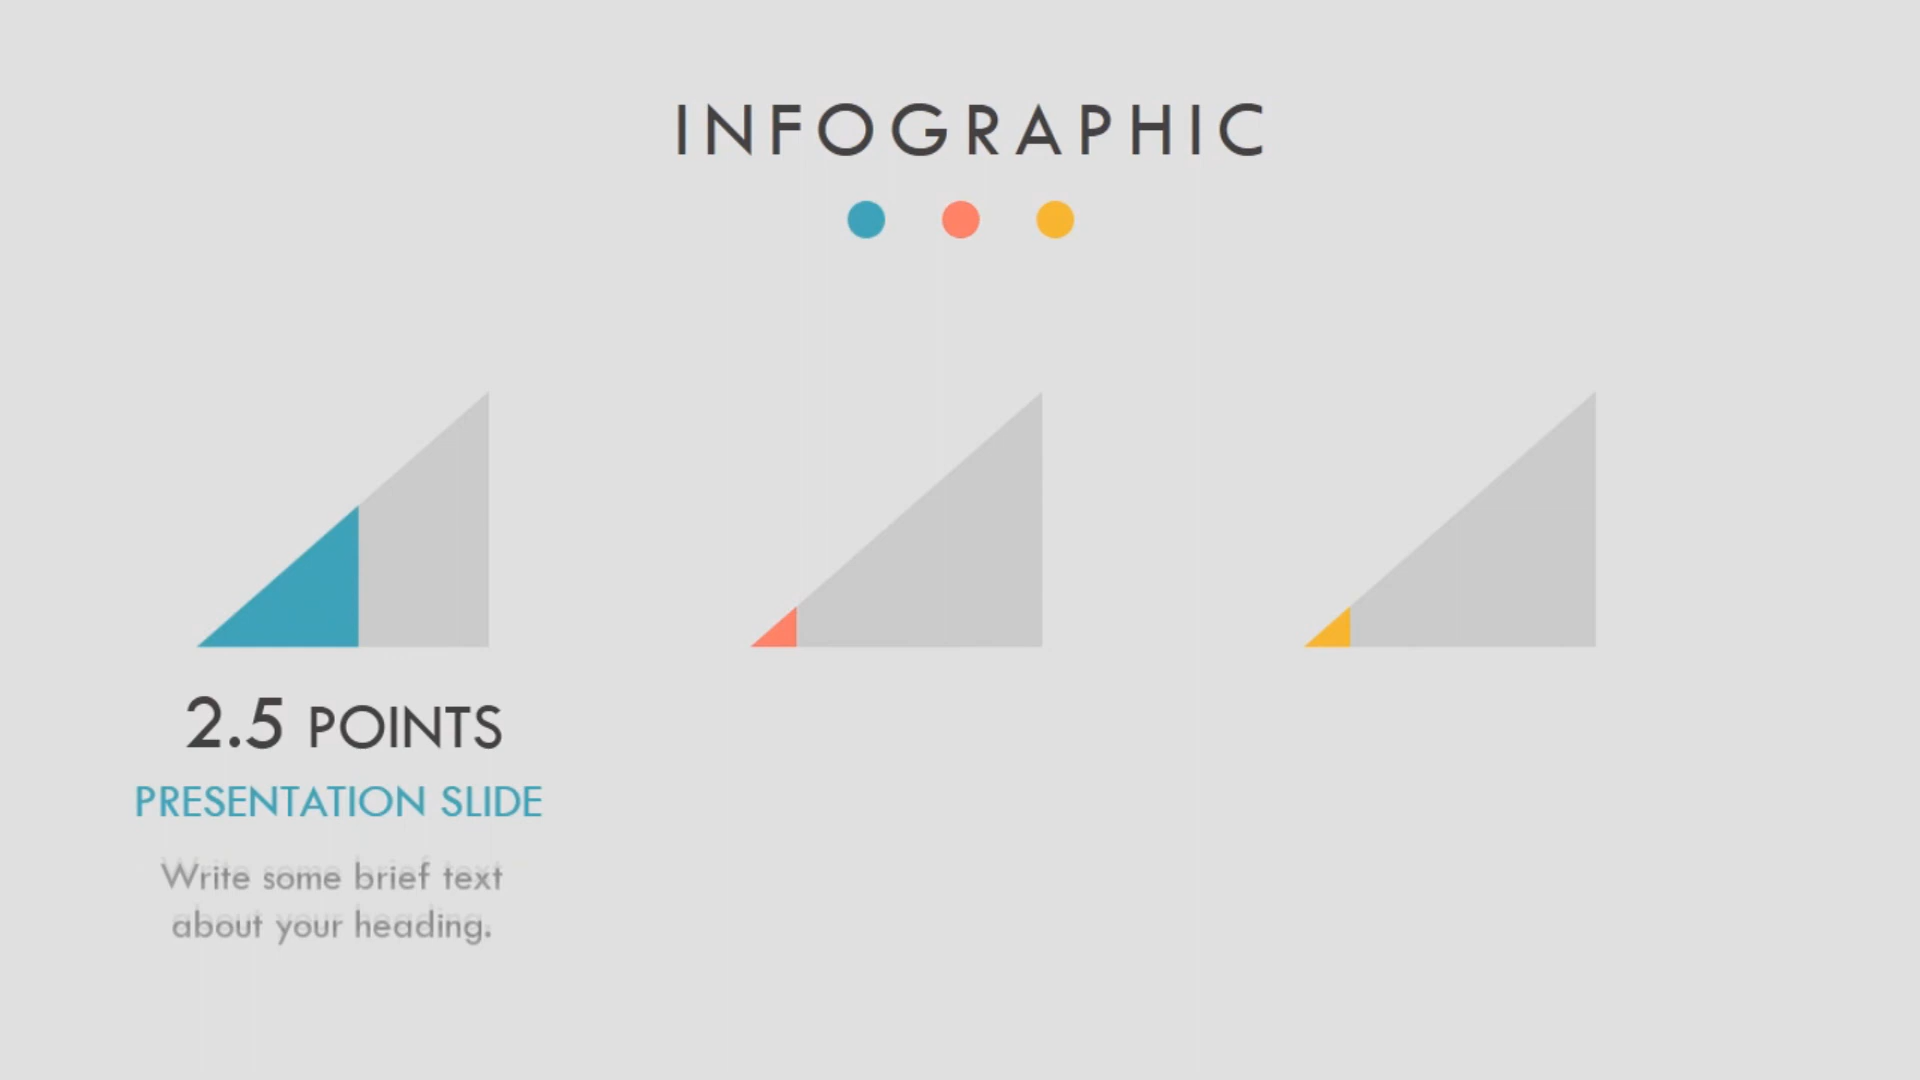 INFOGRAPHIC
2.5 POINTS
PRESENTATION SLIDE
Write some brief text
about your heading.